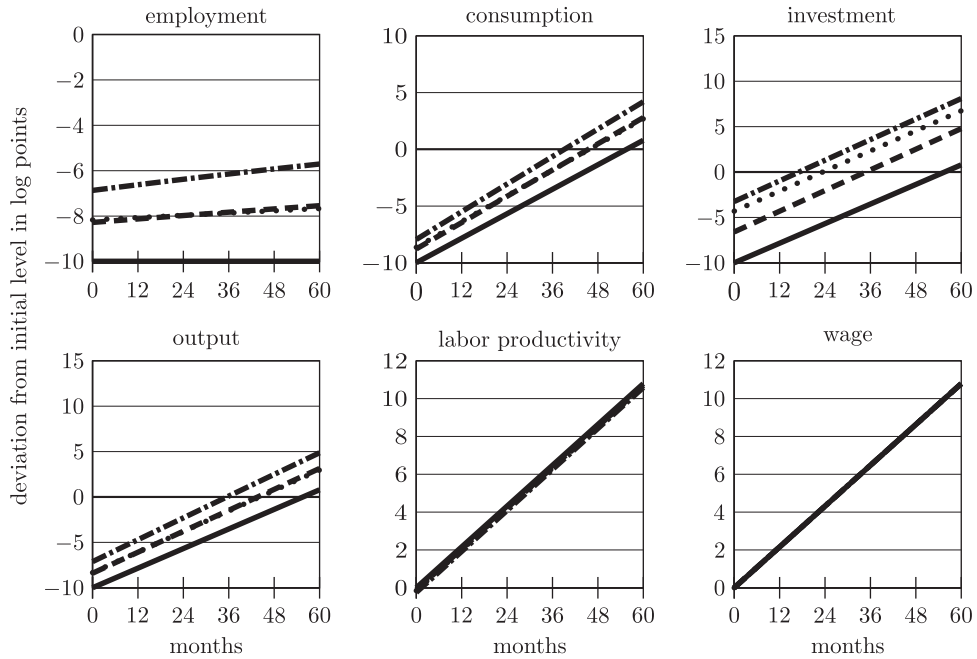 deviation from initial level in log points
employment
0
−2
−4
−6
−8
−10
0 12 24 36 48 60
consumption
10
5
0
−5
−10
0 12 24 36 48 60
investment
15
10
5
0
−5
−10
0 12 24 36 48 60
output
15
10
5
0
−5
−10
0 12 24 36 48 60
months
labor productivity
12
10
8
6
4
2
0
0 12 24 36 48 60
months
wage
12
10
8
6
4
2
0
0 12 24 36 48 60
months